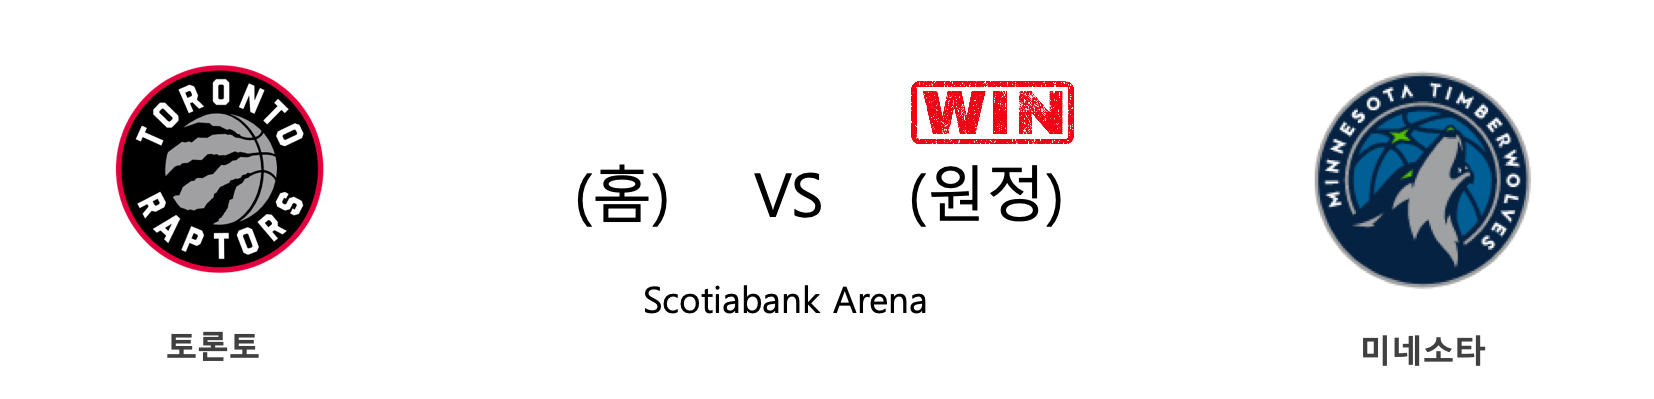 TORONTO
RAPTORS
WIN
(홈) VS (원정)
MINNESOTA TIMBERWOLVES
Scotiabank Arena
토론토
미네소타